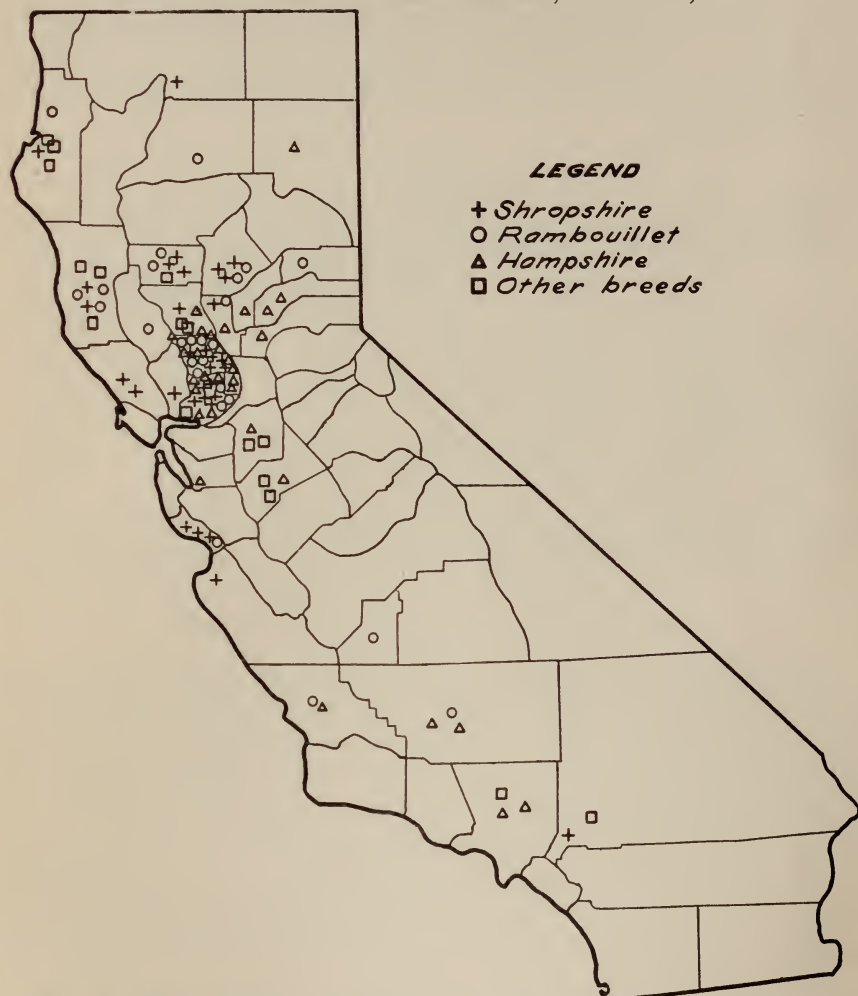 LEGEND
+ Shropshire
○ Rambouillet
△ Hampshire
□ Other breeds